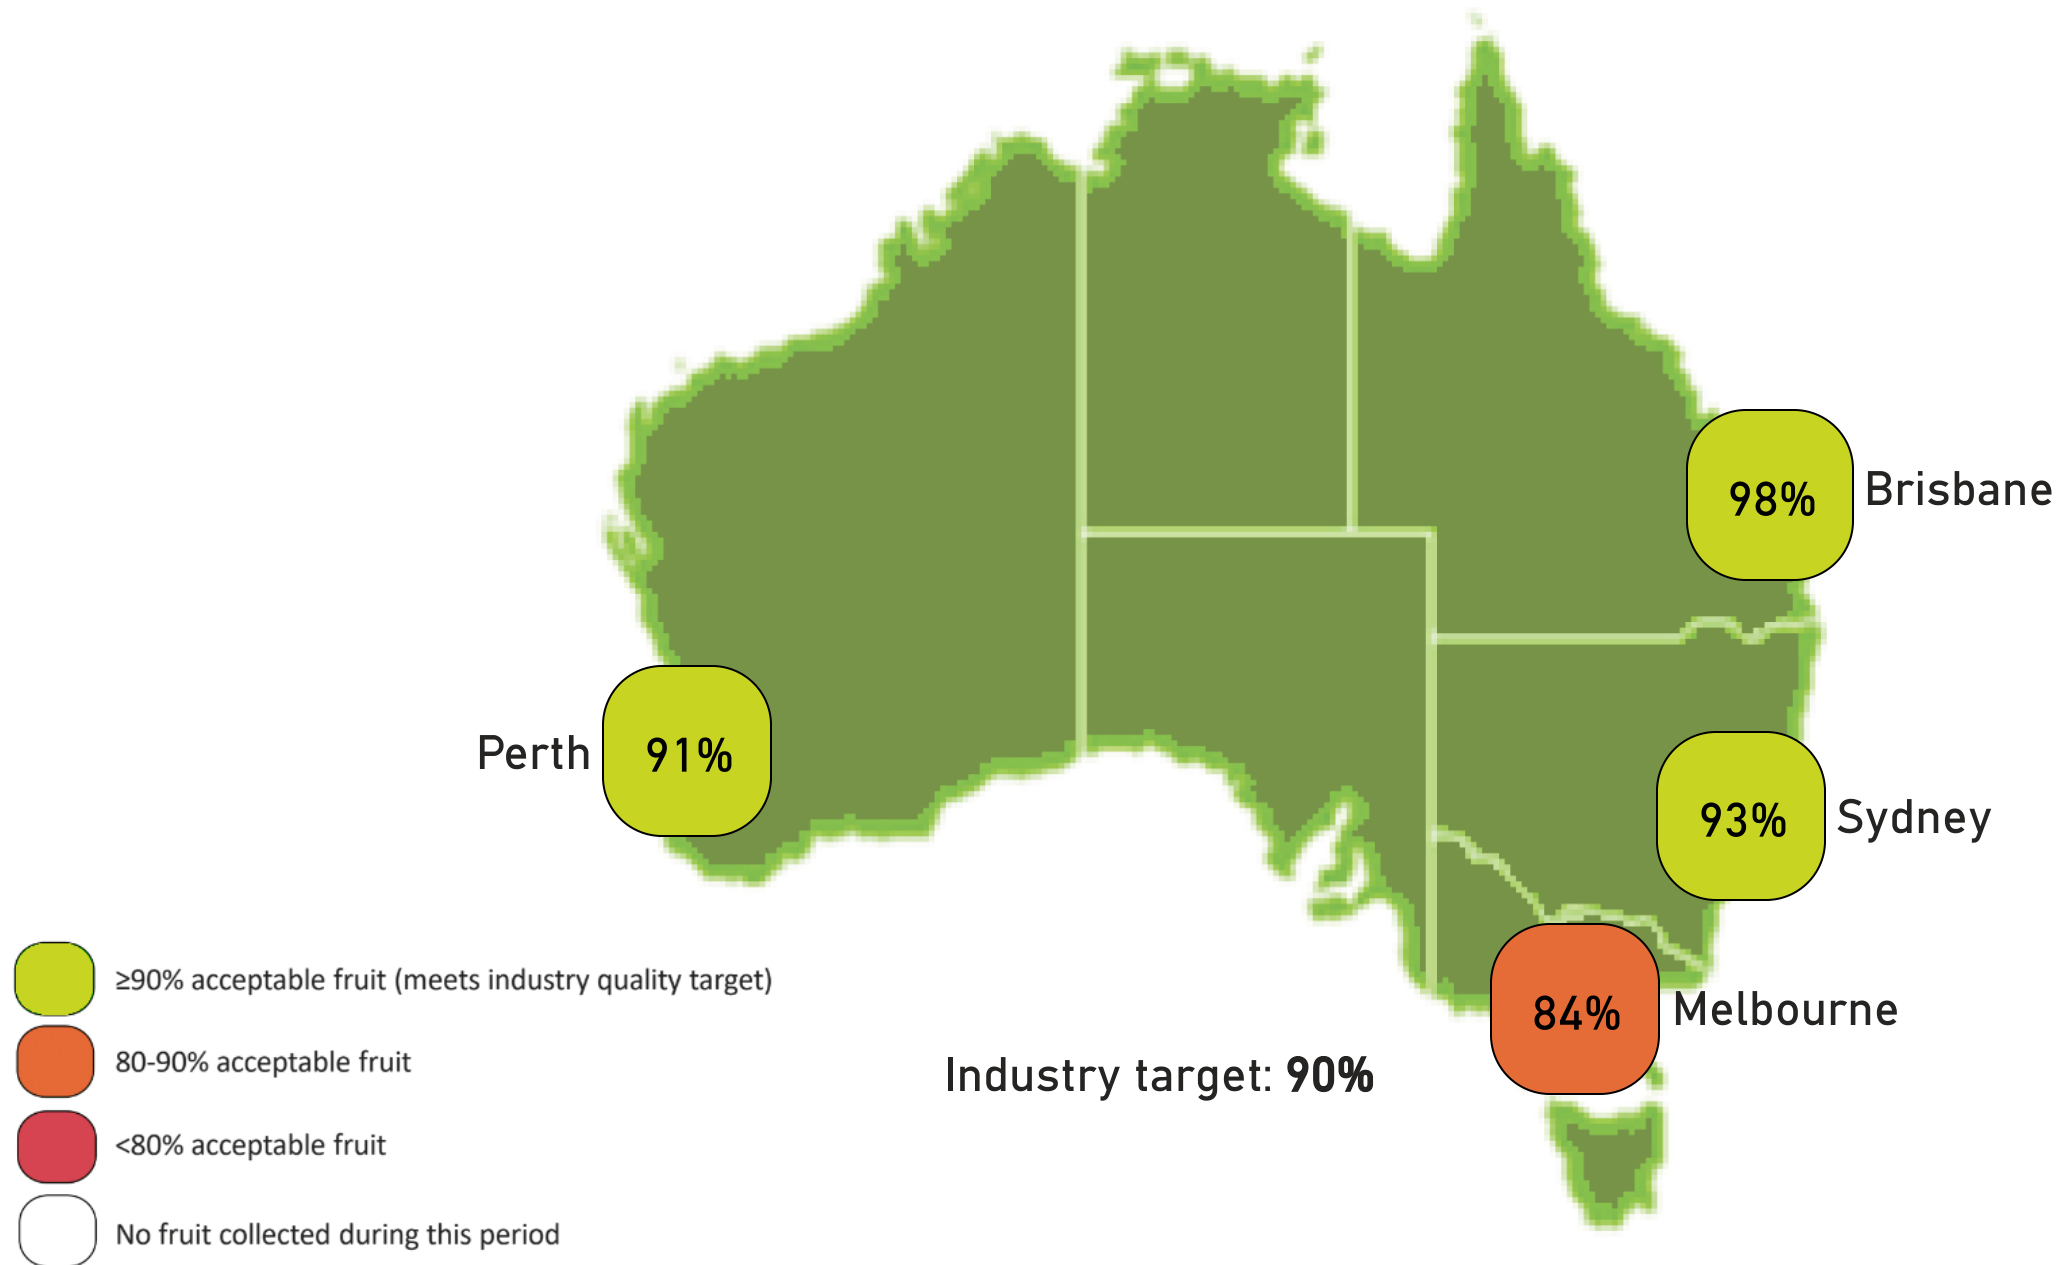 98%
Brisbane
Perth
91%
93%
Sydney
84%
Melbourne
Industry target: 90%
≥90% acceptable fruit (meets industry quality target)
80-90% acceptable fruit
<80% acceptable fruit
No fruit collected during this period